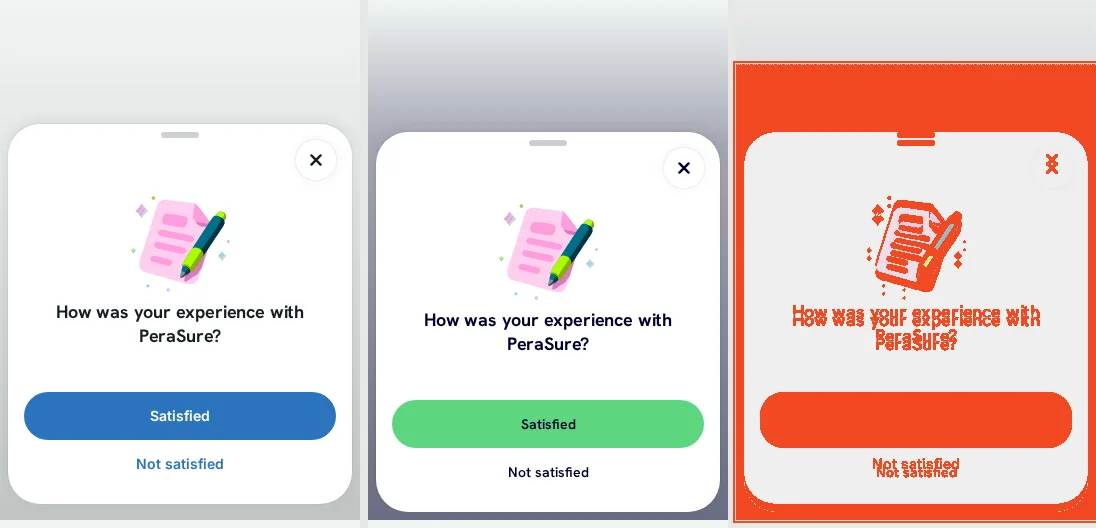 How was your experience with
PeraSure?
Satisfied
Not satisfied
How was your experience with
PeraSure?
Satisfied
Not satisfied
How was your experience with
PeraSure?
Not satisfied